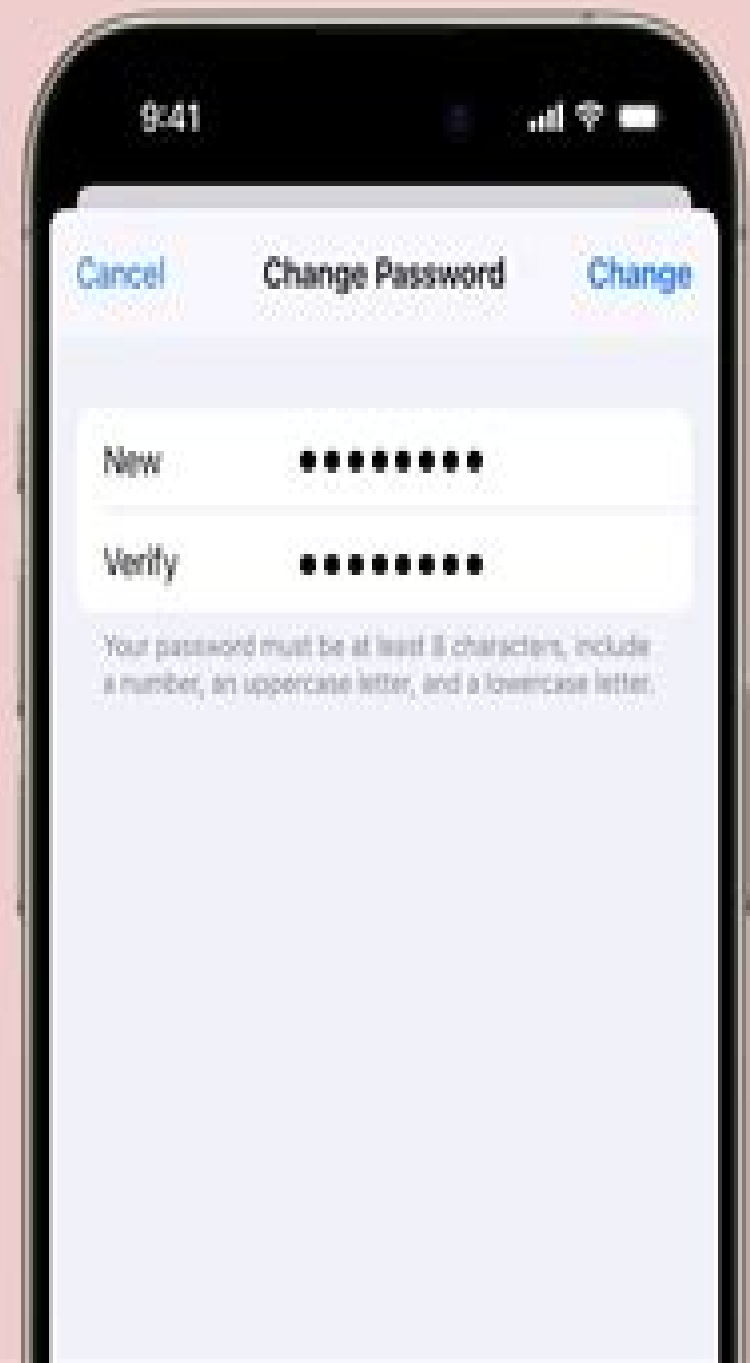 9:41
Cancel Change Password Change
New ●●●●●●●●
Verify ●●●●●●●●
Your password must be at least 8 characters, include
a number, an uppercase letter, and a lowercase letter.